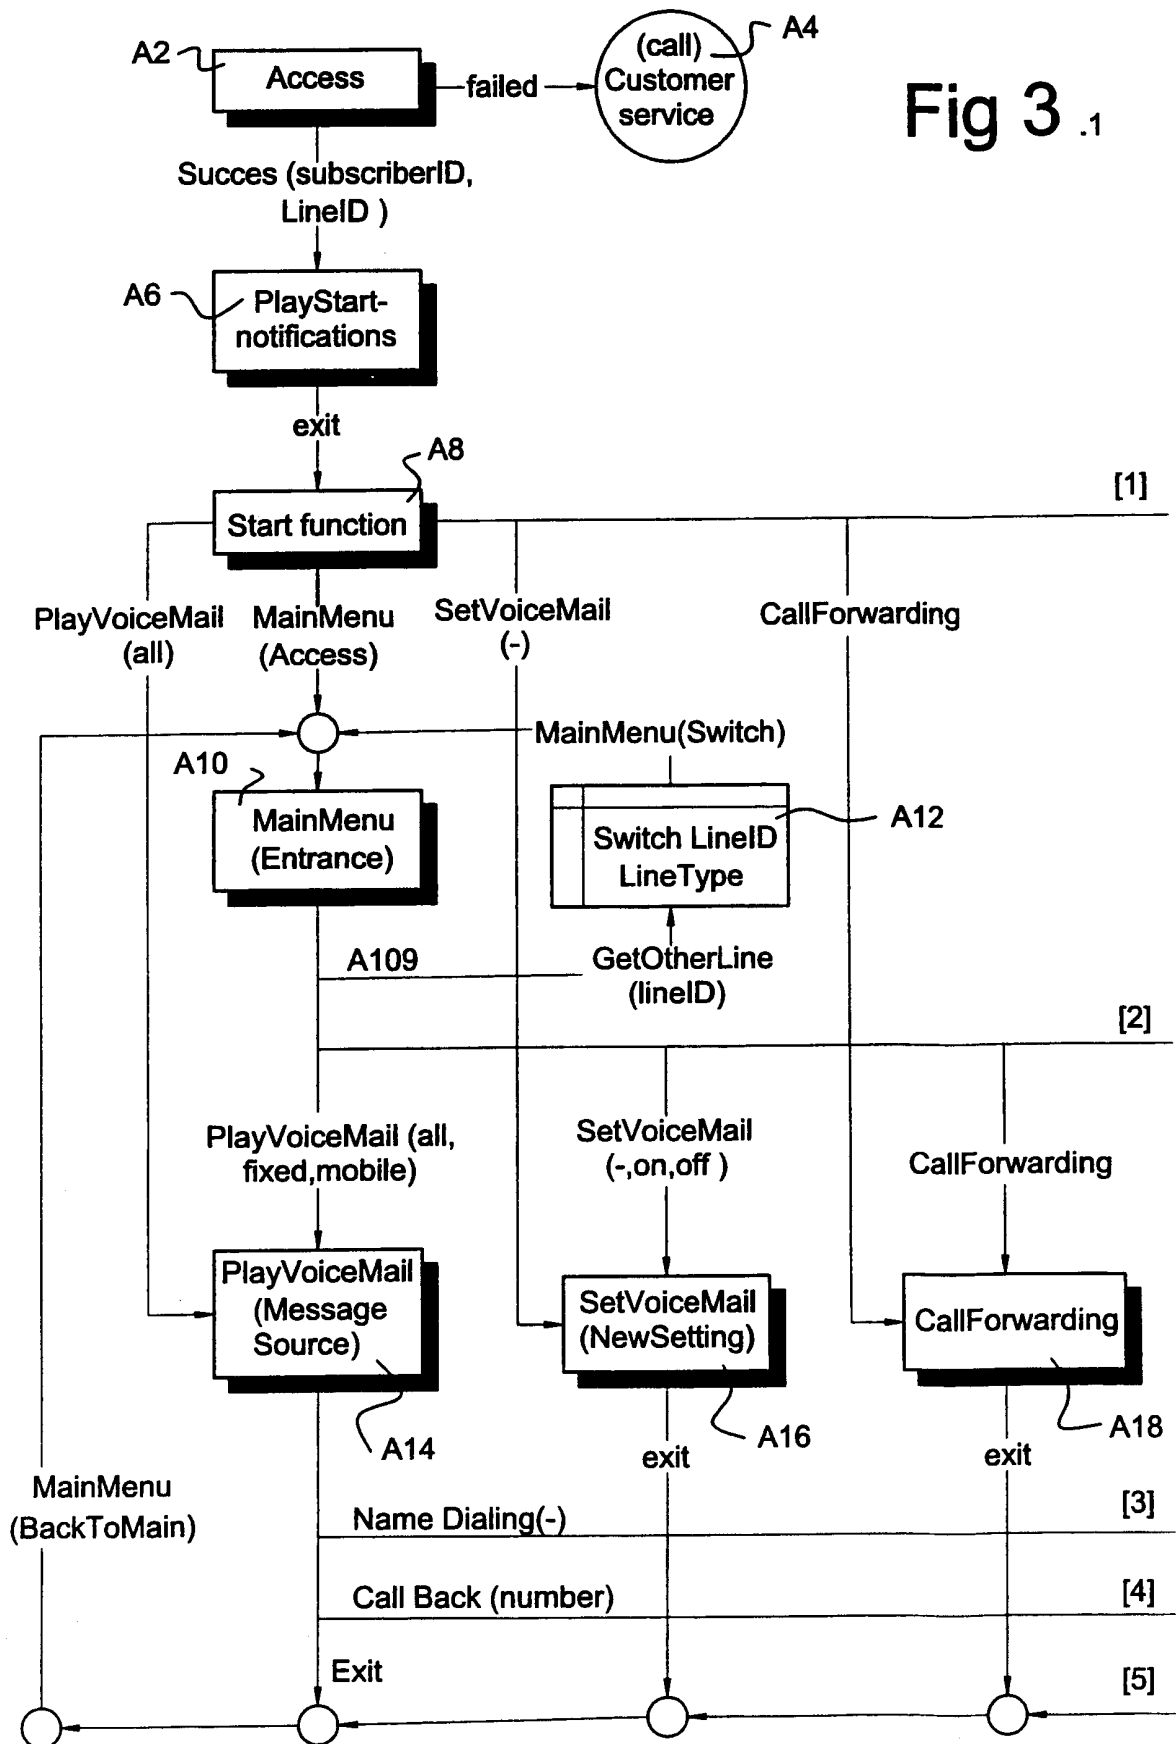 A2
Access
failed
(call)
Customer
service
A4
Fig 3 .1
Succes (subscriberID,
LineID )
A6
PlayStart-
notifications
exit
A8
Start function
[1]
PlayVoiceMail
(all)
MainMenu
(Access)
SetVoiceMail
(-)
CallForwarding
MainMenu(Switch)
A10
MainMenu
(Entrance)
Switch LineID
LineType
A12
A109
GetOtherLine
(lineID)
[2]
PlayVoiceMail (all,
fixed,mobile)
SetVoiceMail
(-,on,off )
CallForwarding
PlayVoiceMail
(Message
Source)
SetVoiceMail
(NewSetting)
CallForwarding
A14
A16
A18
exit
exit
MainMenu
(BackToMain)
Name Dialing(-)
[3]
Call Back (number)
[4]
Exit
[5]